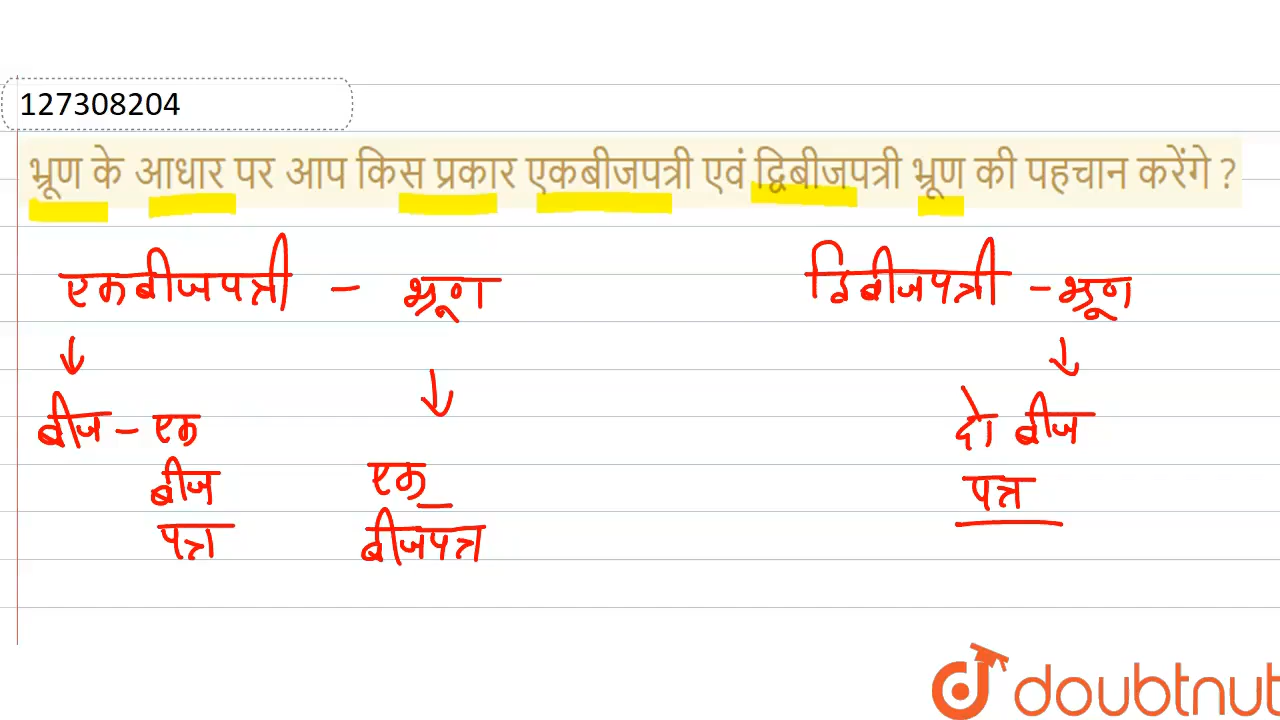 127308204
भ्रूण के आधार पर आप किस प्रकार एकबीजपत्री एवं द्विबीजपत्री भ्रूण की पहचान करेंगे ?
एकबीजपत्री - भ्रूण
द्विबीजपत्री - भ्रूण
↓
↓
↓
बीज - एक
बीज
पत्र
एक
बीजपत्र
दो बीज
पत्र
doubtnut